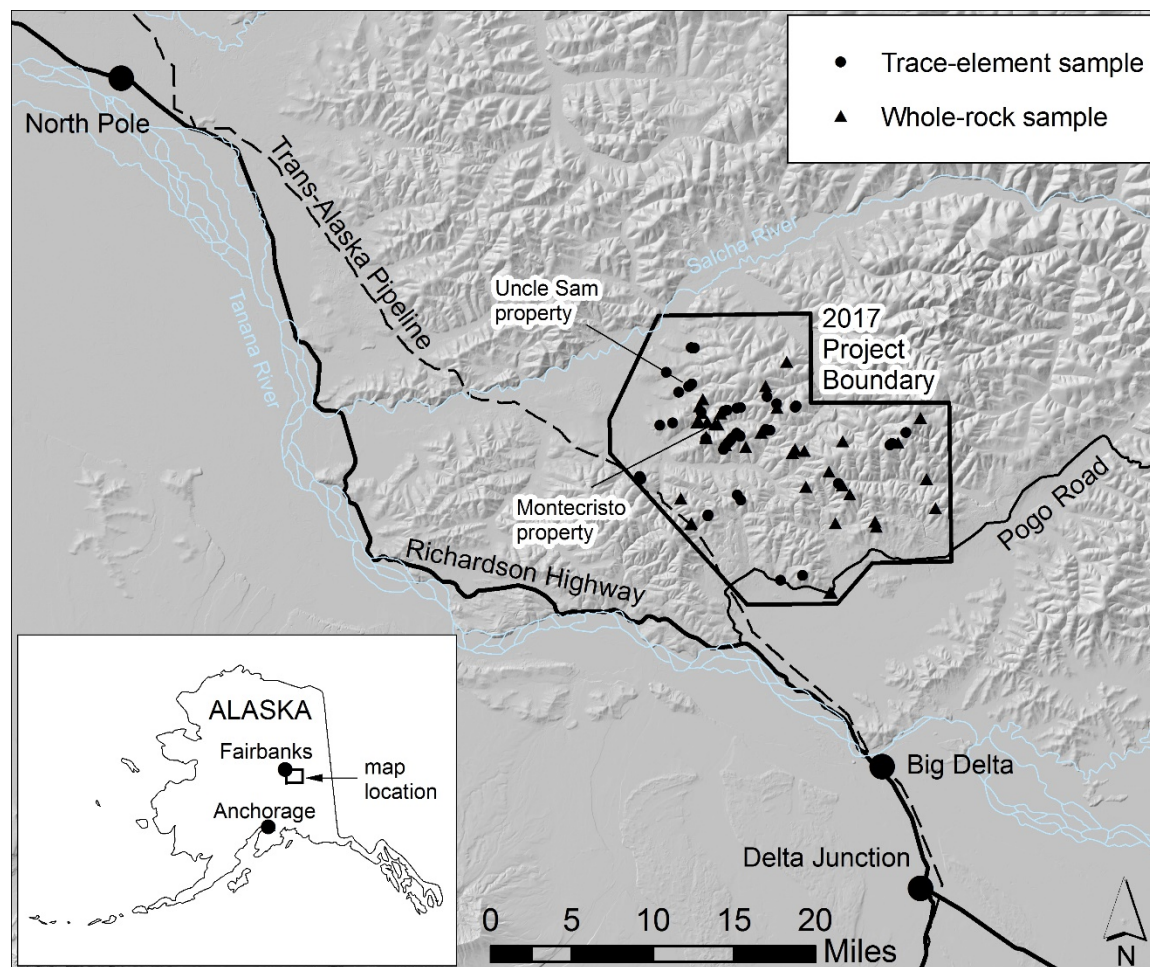 Trace-element sample
Whole-rock sample
North Pole
Trans-Alaska Pipeline
Salcha River
Tanana River
Uncle Sam
property
2017
Project
Boundary
Montecristo
property
Pogo Road
Richardson Highway
Big Delta
Delta Junction
ALASKA
Fairbanks
map
location
Anchorage
0 5 10 15 20
Miles
N